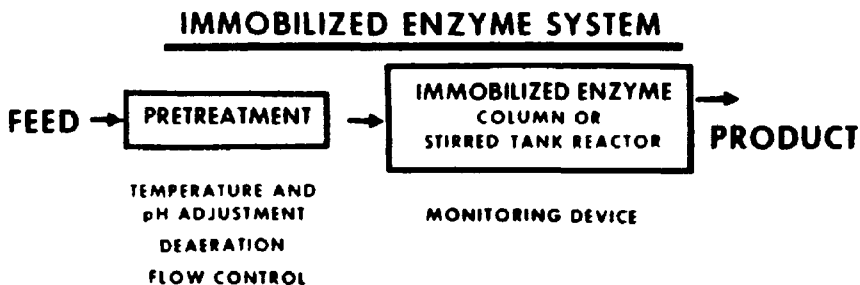 IMMOBILIZED ENZYME SYSTEM
FEED
PRETREATMENT
IMMOBILIZED ENZYME
COLUMN OR
STIRRED TANK REACTOR
PRODUCT
TEMPERATURE AND
pH ADJUSTMENT
DEAERATION
FLOW CONTROL
MONITORING DEVICE